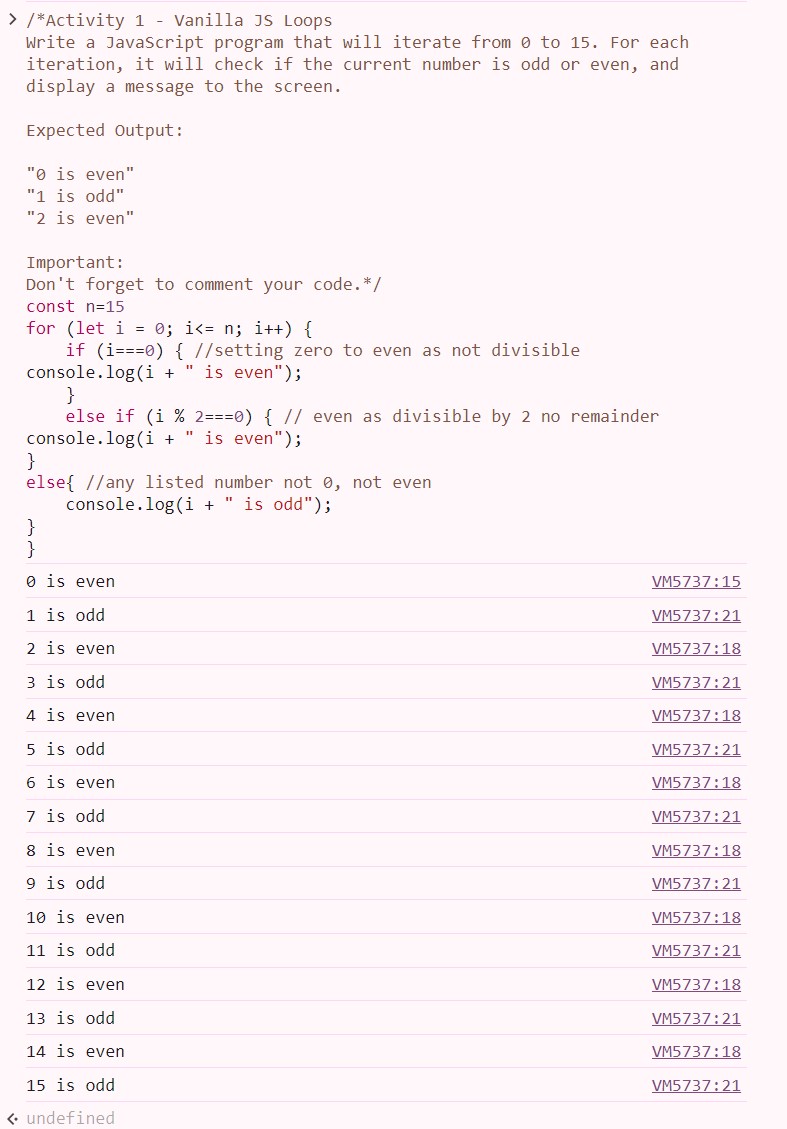 > /*Activity 1 - Vanilla JS Loops
Write a JavaScript program that will iterate from 0 to 15. For each
iteration, it will check if the current number is odd or even, and
display a message to the screen.

Expected Output:

"0 is even"
"1 is odd"
"2 is even"

Important:
Don't forget to comment your code.*/
const n=15
for (let i = 0; i<= n; i++) {
    if (i===0) { //setting zero to even as not divisible
console.log(i + " is even");
    }
    else if (i % 2===0) { // even as divisible by 2 no remainder
console.log(i + " is even");
}
else{ //any listed number not 0, not even
    console.log(i + " is odd");
}
}
0 is even VM5737:15
1 is odd VM5737:21
2 is even VM5737:18
3 is odd VM5737:21
4 is even VM5737:18
5 is odd VM5737:21
6 is even VM5737:18
7 is odd VM5737:21
8 is even VM5737:18
9 is odd VM5737:21
10 is even VM5737:18
11 is odd VM5737:21
12 is even VM5737:18
13 is odd VM5737:21
14 is even VM5737:18
15 is odd VM5737:21
undefined